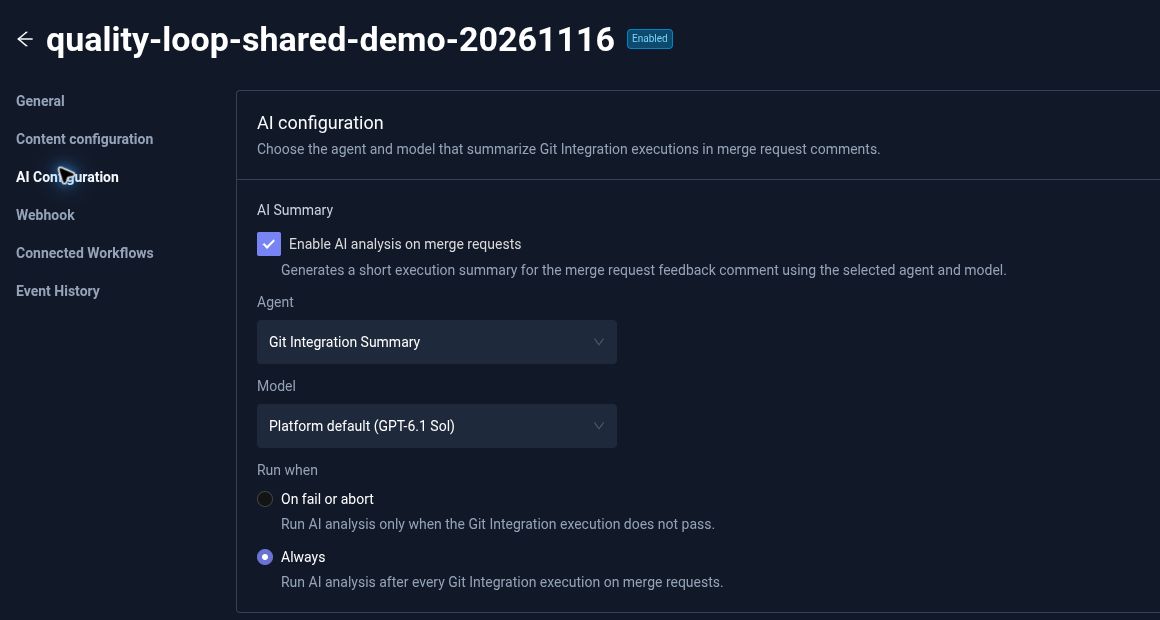 quality-loop-shared-demo-20261116
Enabled
General
Content configuration
AI Configuration
Webhook
Connected Workflows
Event History
AI configuration
Choose the agent and model that summarize Git Integration executions in merge request comments.
AI Summary
Enable AI analysis on merge requests
Generates a short execution summary for the merge request feedback comment using the selected agent and model.
Agent
Git Integration Summary
Model
Platform default (GPT-6.1 Sol)
Run when
On fail or abort
Run AI analysis only when the Git Integration execution does not pass.
Always
Run AI analysis after every Git Integration execution on merge requests.